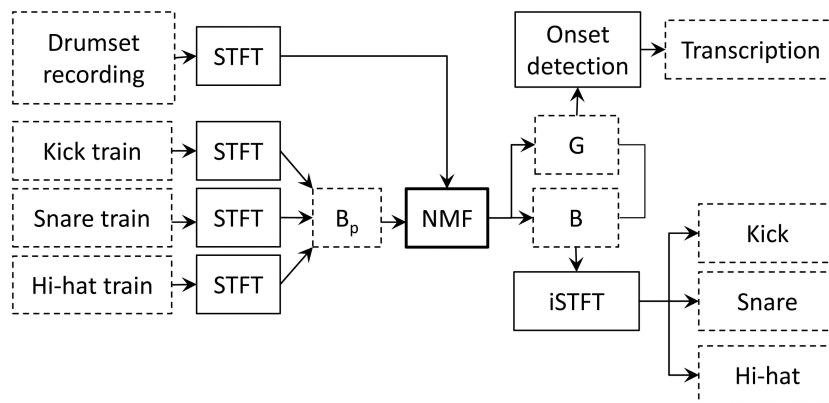 Drumset
recording
STFT
Onset
detection
Transcription
Kick train
STFT
G
Snare train
STFT
Bp
NMF
B
Kick
Hi-hat train
STFT
iSTFT
Snare
Hi-hat